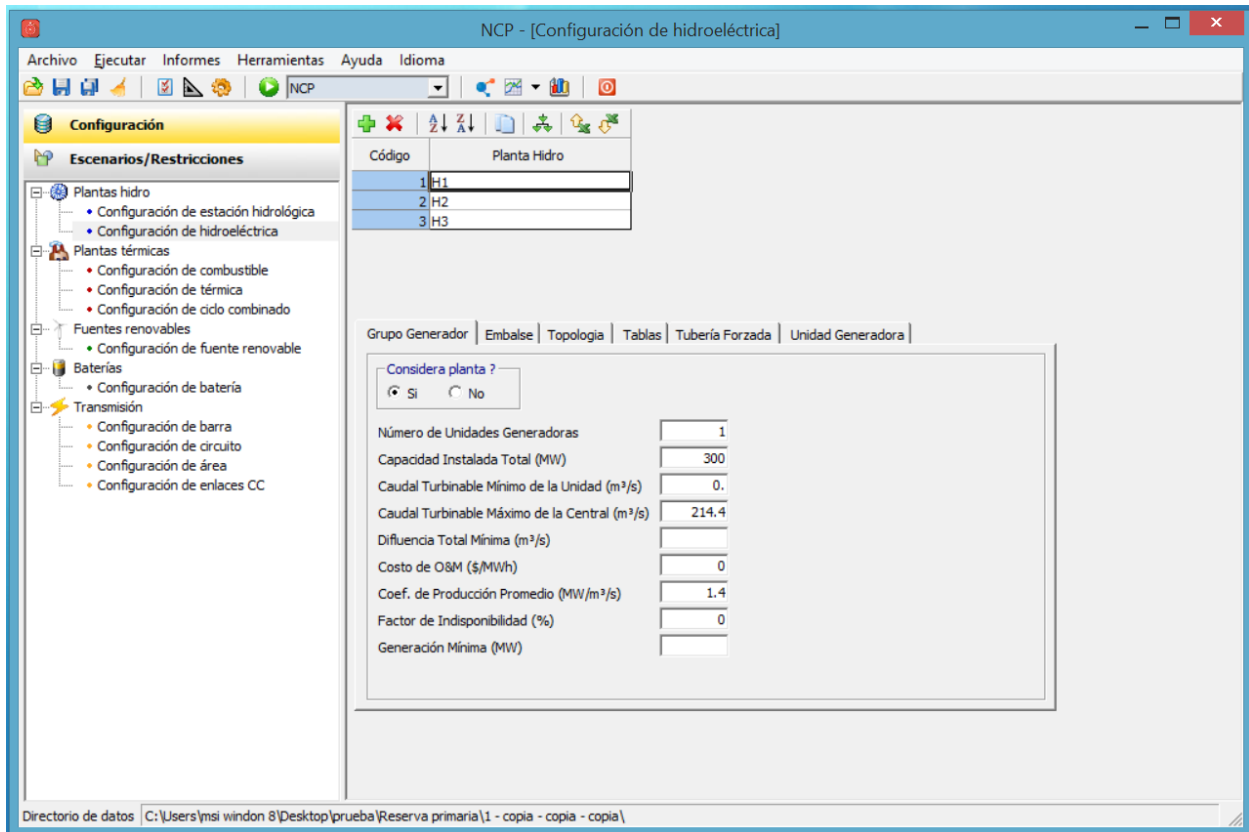 NCP - [Configuración de hidroeléctrica]
Archivo Ejecutar Informes Herramientas Ayuda Idioma
NCP
Configuración
Escenarios/Restricciones
Plantas hidro
Configuración de estación hidrológica
Configuración de hidroeléctrica
Plantas térmicas
Configuración de combustible
Configuración de térmica
Configuración de ciclo combinado
Fuentes renovables
Configuración de fuente renovable
Baterías
Configuración de batería
Transmisión
Configuración de barra
Configuración de circuito
Configuración de área
Configuración de enlaces CC
Código Planta Hidro
1 H1
2 H2
3 H3
Grupo Generador Embalse Topologia Tablas Tubería Forzada Unidad Generadora
Considera planta ?
Si No
Número de Unidades Generadoras 1
Capacidad Instalada Total (MW) 300
Caudal Turbinable Mínimo de la Unidad (m³/s) 0.
Caudal Turbinable Máximo de la Central (m³/s) 214.4
Difluencia Total Mínima (m³/s)
Costo de O&M ($/MWh) 0
Coef. de Producción Promedio (MW/m³/s) 1.4
Factor de Indisponibilidad (%) 0
Generación Mínima (MW)
Directorio de datos C:\Users\msi windon 8\Desktop\prueba\Reserva primaria\1 - copia - copia - copia\